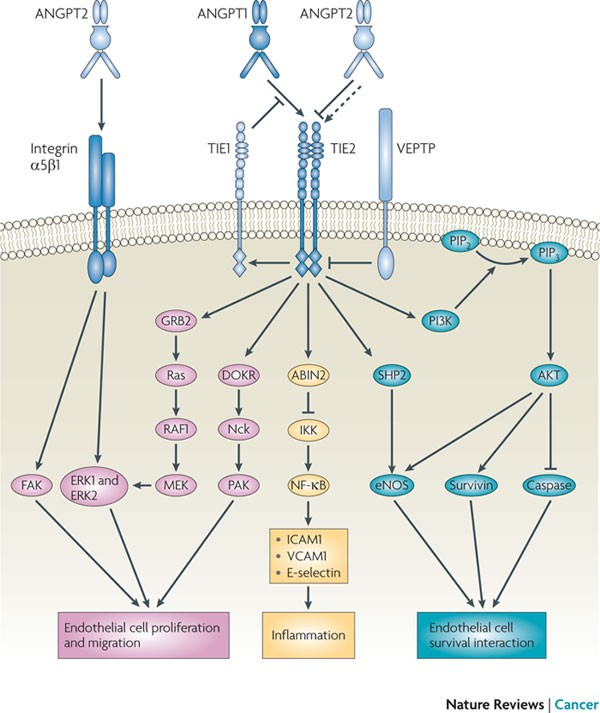 ANGPT2
ANGPT1
ANGPT2
Integrin
α5β1
TIE1
TIE2
VEPTP
PIP2
PIP3
GRB2
PI3K
Ras
DOKR
ABIN2
SHP2
AKT
RAF1
Nck
IKK
FAK
ERK1 and
ERK2
MEK
PAK
NF-κB
eNOS
Survivin
Caspase
• ICAM1
• VCAM1
• E-selectin
Endothelial cell proliferation
and migration
Inflammation
Endothelial cell
survival interaction
Nature Reviews | Cancer